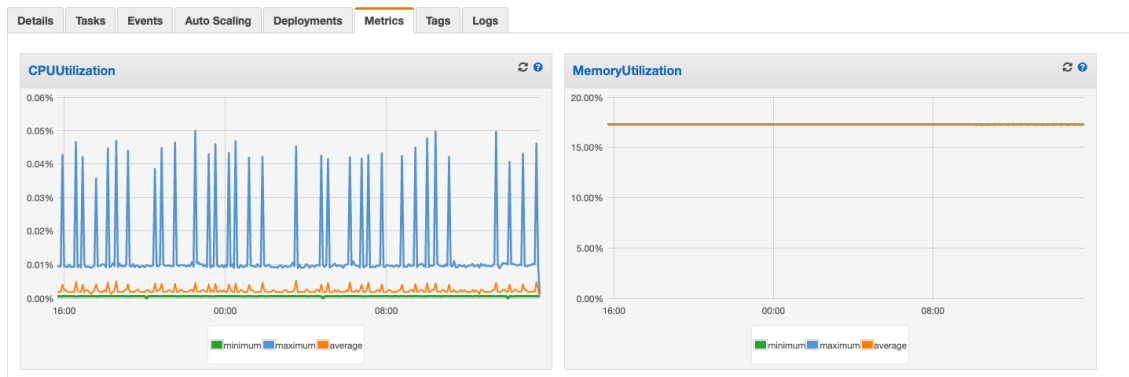 Details Tasks Events Auto Scaling Deployments Metrics Tags Logs
CPUUtilization
0.06%
0.05%
0.04%
0.03%
0.02%
0.01%
0.00%
16:00 00:00 08:00
minimum maximum average
MemoryUtilization
20.00%
15.00%
10.00%
5.00%
0.00%
16:00 00:00 08:00
minimum maximum average